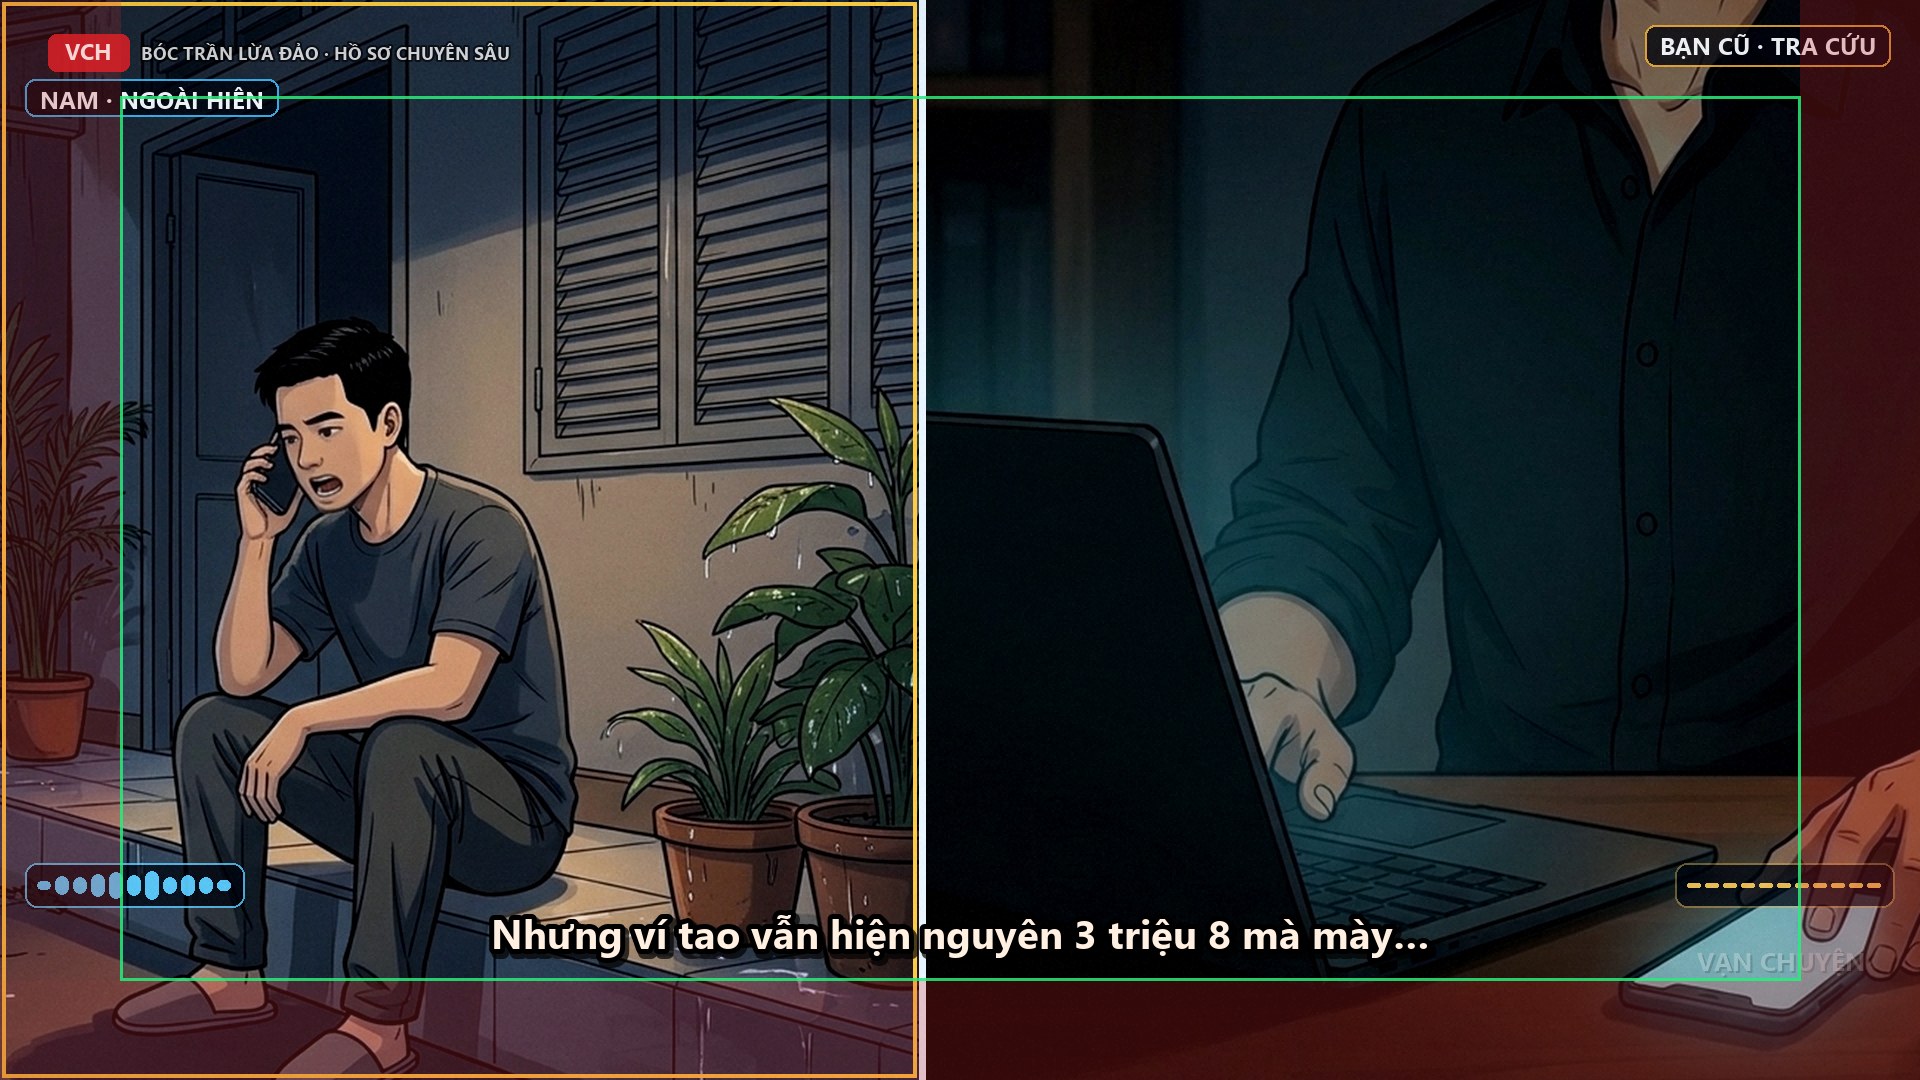 VCH
BÓC TRẦN LỪA ĐẢO · HỒ SƠ CHUYÊN SÂU
BẠN CŨ · TRA CỨU
NAM · NGOÀI HIÊN
Nhưng ví tao vẫn hiện nguyên 3 triệu 8 mà mày...
VẠN CHUYỆN